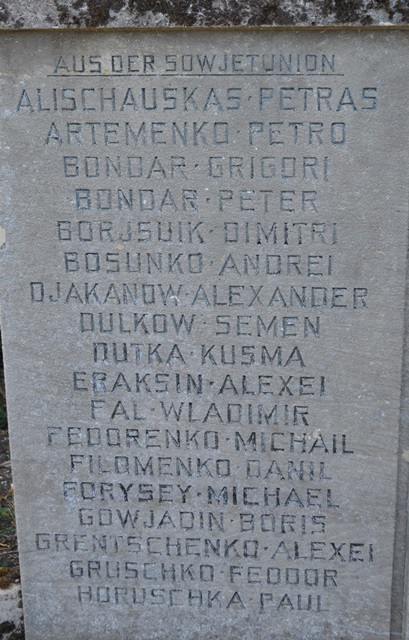 AUS DER SOWJETUNION
ALISCHAUSKAS·PETRAS
ARTEMENKO·PETRO
BONDAR·GRIGORI
BONDAR·PETER
BORJSUIK·DIMITRI
BOSUNKO·ANDREI
DJAKANOW·ALEXANDER
DULKOW·SEMEN
DUTKA·KUSMA
ERAKSIN·ALEXEI
FAL·WLADIMIR
FEDORENKO·MICHAIL
FILOMENKO·DANIL
GORYSEY·MICHAEL
GOWJADIN·BORIS
GRENTSCHENKO·ALEXEI
GRUSCHKO·FEODOR
HORUSCHKA·PAUL